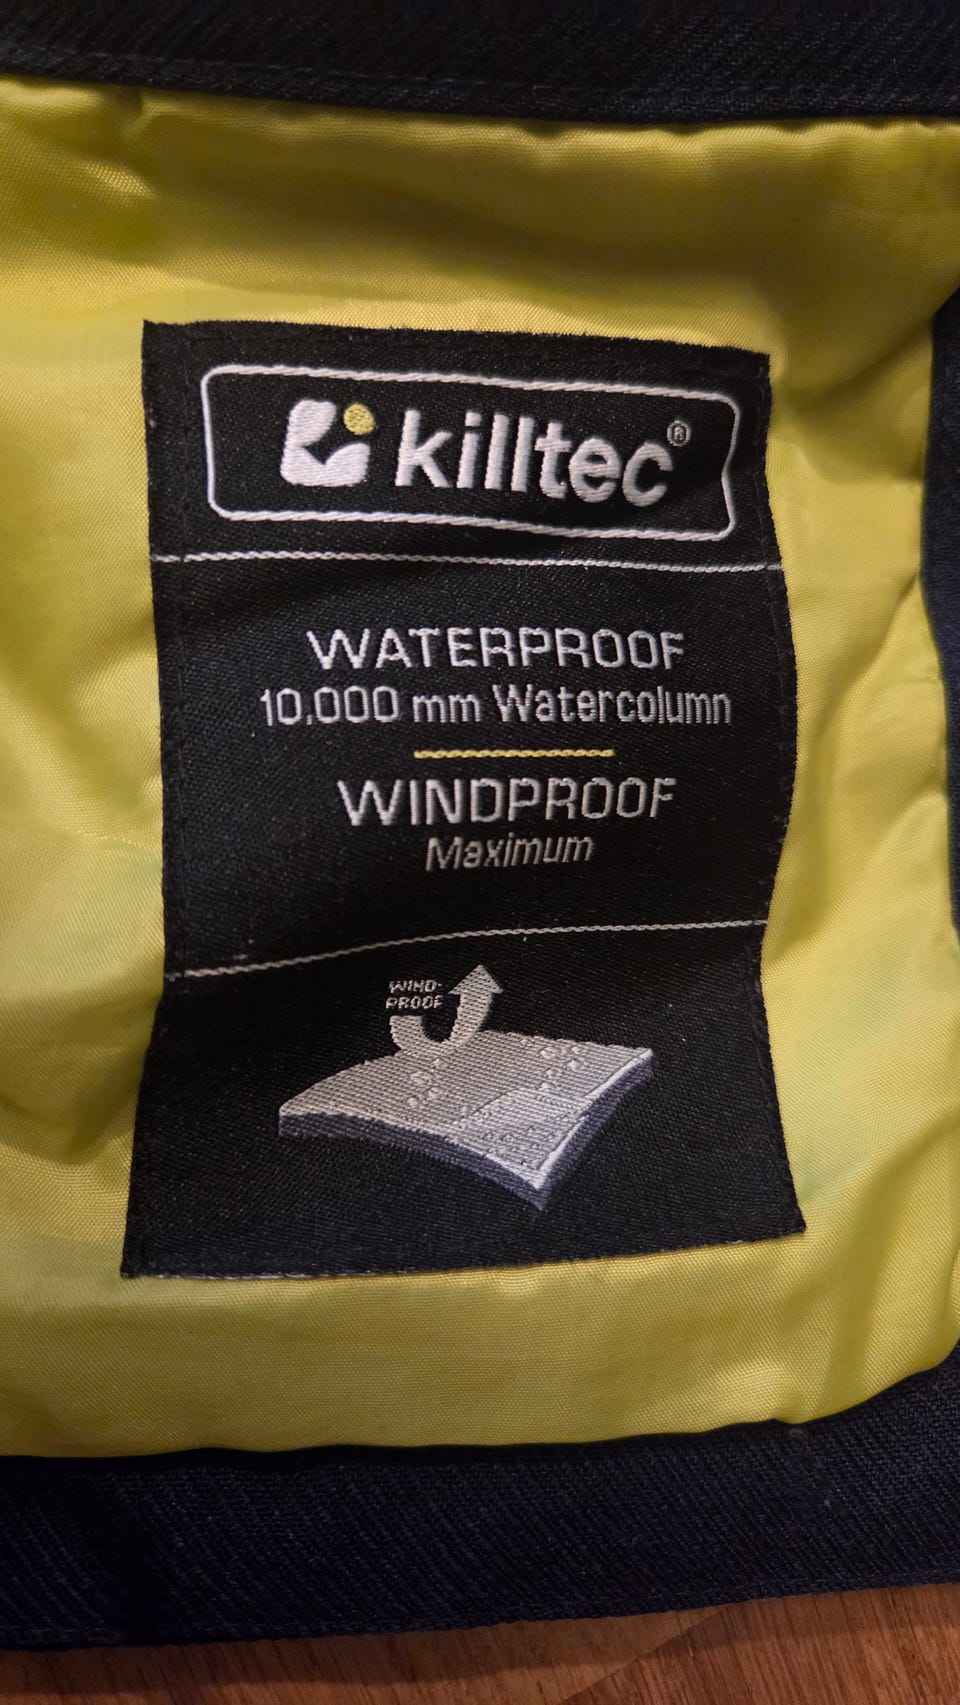 killtec®
WATERPROOF
10.000 mm Watercolumn
WINDPROOF
Maximum
WIND-
PROOF